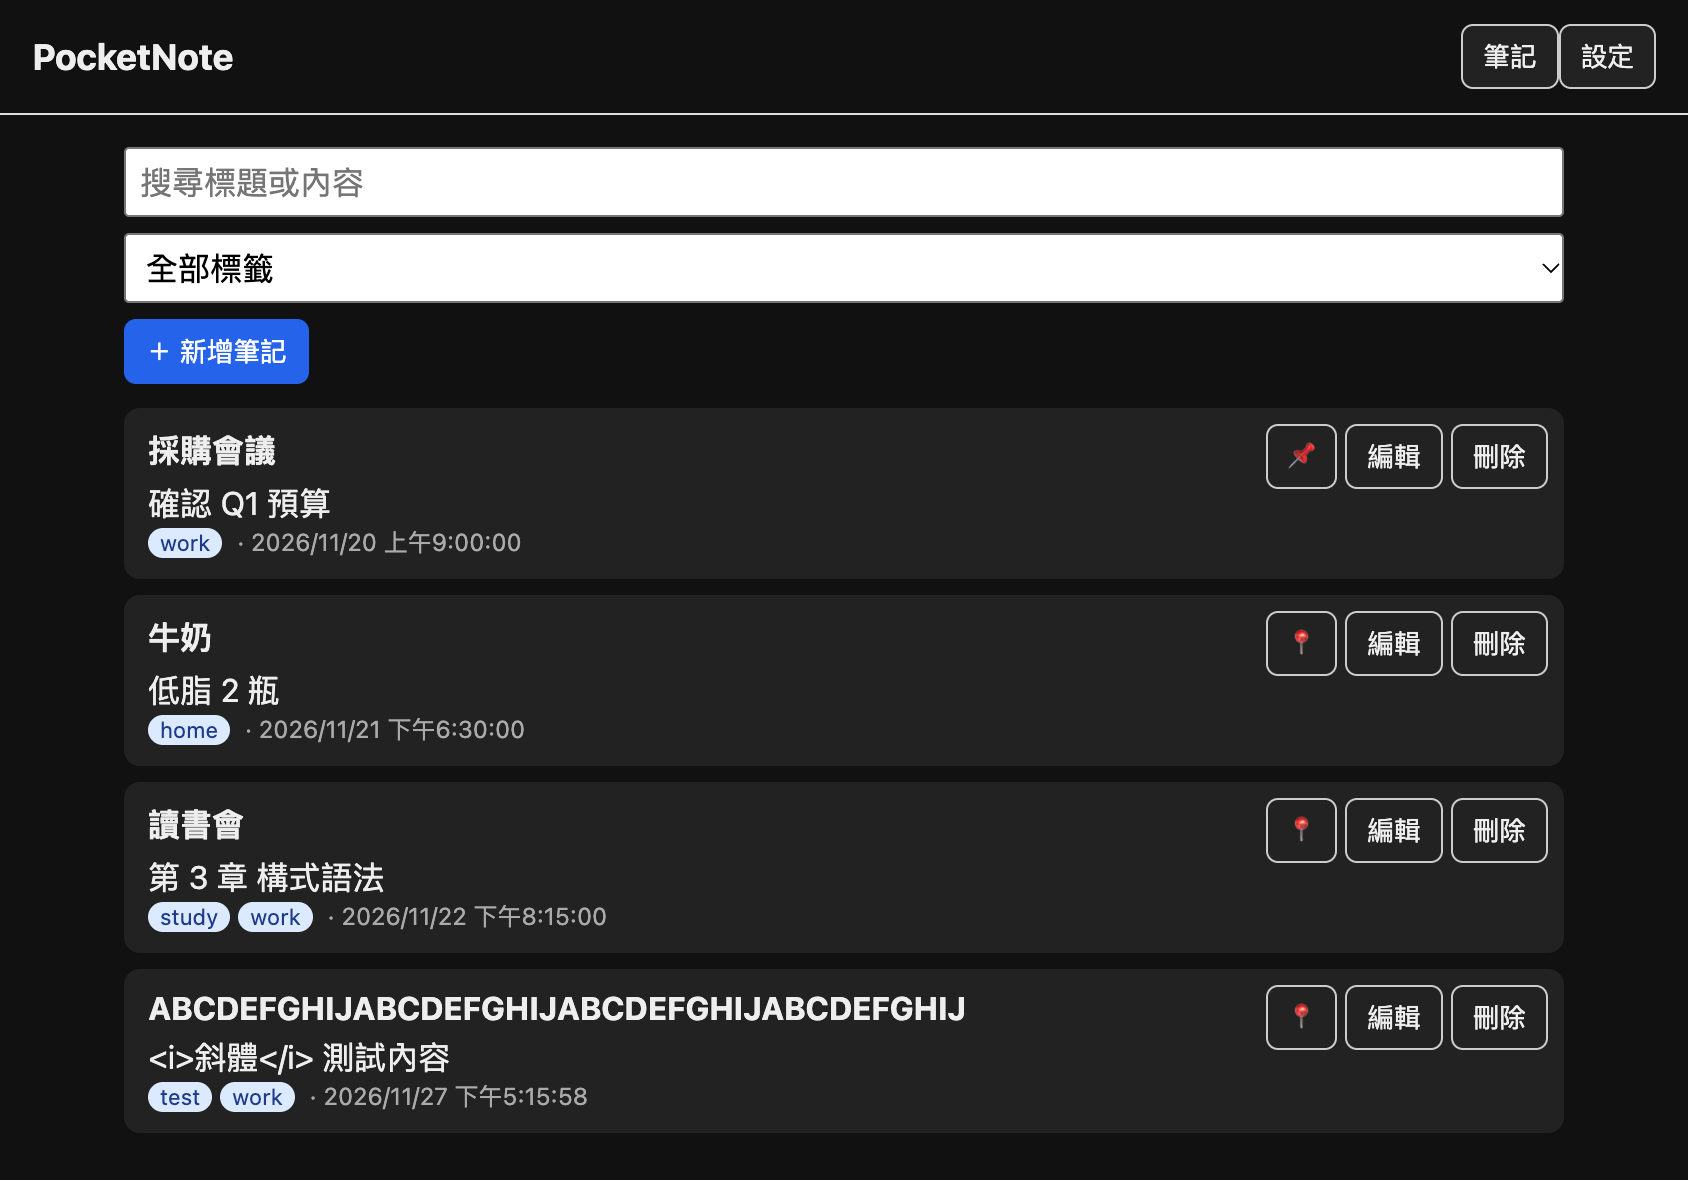 PocketNote
筆記 設定
搜尋標題或內容
全部標籤
+ 新增筆記
採購會議
📌 編輯 刪除
確認 Q1 預算
work · 2026/11/20 上午9:00:00
牛奶
📍 編輯 刪除
低脂 2 瓶
home · 2026/11/21 下午6:30:00
讀書會
📍 編輯 刪除
第 3 章 構式語法
study work · 2026/11/22 下午8:15:00
ABCDEFGHIJABCDEFGHIJABCDEFGHIJABCDEFGHIJ
📍 編輯 刪除
<i>斜體</i> 測試內容
test work · 2026/11/27 下午5:15:58